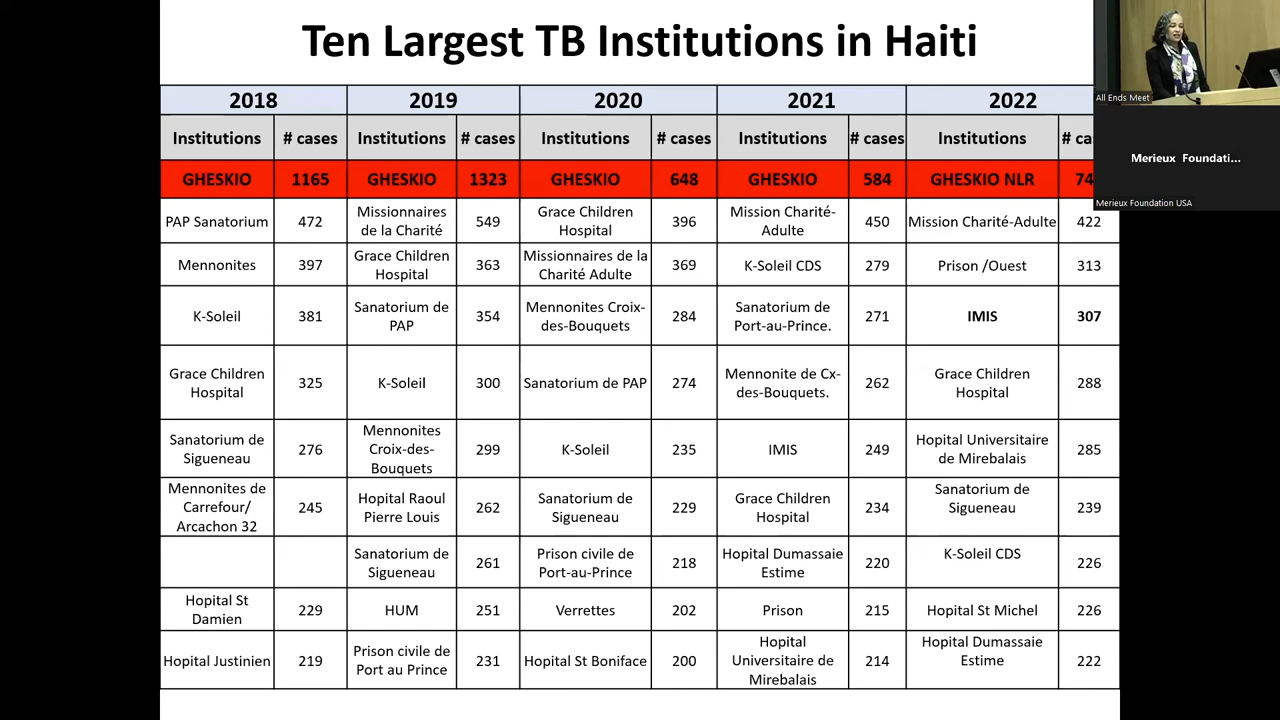 Ten Largest TB Institutions in Haiti
All Ends Meet
Merieux Foundati...
Merieux Foundation USA
2018 2019 2020 2021 2022
Institutions # cases Institutions # cases Institutions # cases Institutions # cases Institutions # ca
GHESKIO 1165 GHESKIO 1323 GHESKIO 648 GHESKIO 584 GHESKIO NLR 74
PAP Sanatorium 472 Missionnaires de la Charité 549 Grace Children Hospital 396 Mission Charité-Adulte 450 Mission Charité-Adulte 422
Mennonites 397 Grace Children Hospital 363 Missionnaires de la Charité Adulte 369 K-Soleil CDS 279 Prison /Ouest 313
K-Soleil 381 Sanatorium de PAP 354 Mennonites Croix-des-Bouquets 284 Sanatorium de Port-au-Prince. 271 IMIS 307
Grace Children Hospital 325 K-Soleil 300 Sanatorium de PAP 274 Mennonite de Cx-des-Bouquets. 262 Grace Children Hospital 288
Sanatorium de Sigueneau 276 Mennonites Croix-des-Bouquets 299 K-Soleil 235 IMIS 249 Hopital Universitaire de Mirebalais 285
Mennonites de Carrefour/ Arcachon 32 245 Hopital Raoul Pierre Louis 262 Sanatorium de Sigueneau 229 Grace Children Hospital 234 Sanatorium de Sigueneau 239
Sanatorium de Sigueneau 261 Prison civile de Port-au-Prince 218 Hopital Dumassaie Estime 220 K-Soleil CDS 226
Hopital St Damien 229 HUM 251 Verrettes 202 Prison 215 Hopital St Michel 226
Hopital Justinien 219 Prison civile de Port au Prince 231 Hopital St Boniface 200 Hopital Universitaire de Mirebalais 214 Hopital Dumassaie Estime 222